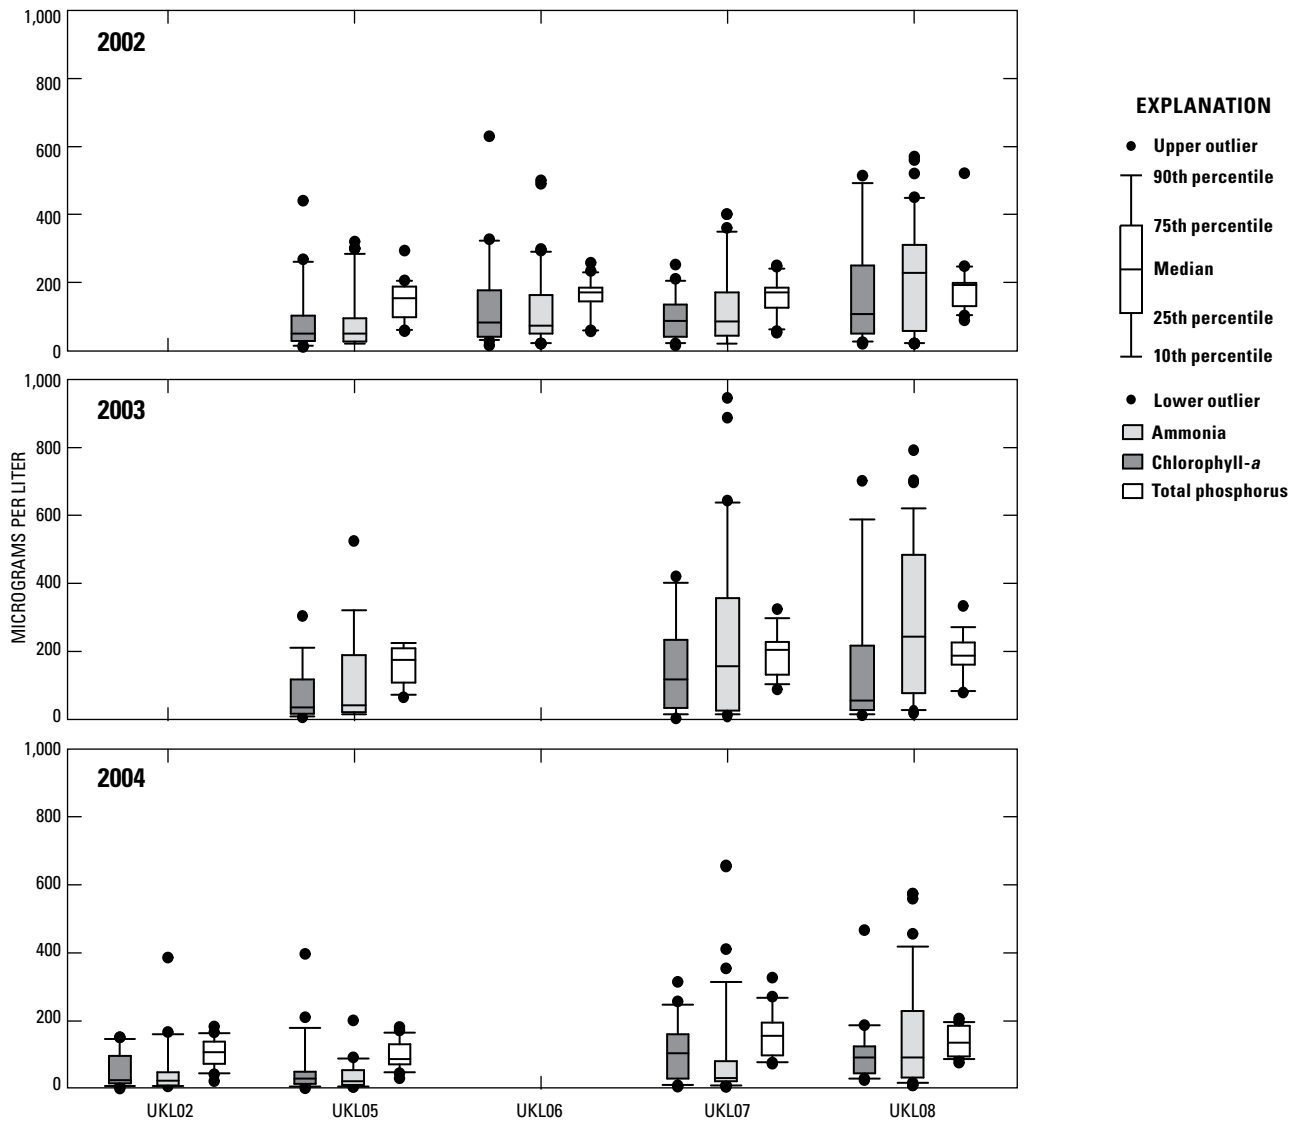 1,000
2002
800
600
400
200
0
1,000
2003
800
600
400
200
0
1,000
2004
800
600
400
200
0
MICROGRAMS PER LITER
UKL02 UKL05 UKL06 UKL07 UKL08
EXPLANATION
Upper outlier
90th percentile
75th percentile
Median
25th percentile
10th percentile
Lower outlier
Ammonia
Chlorophyll-a
Total phosphorus